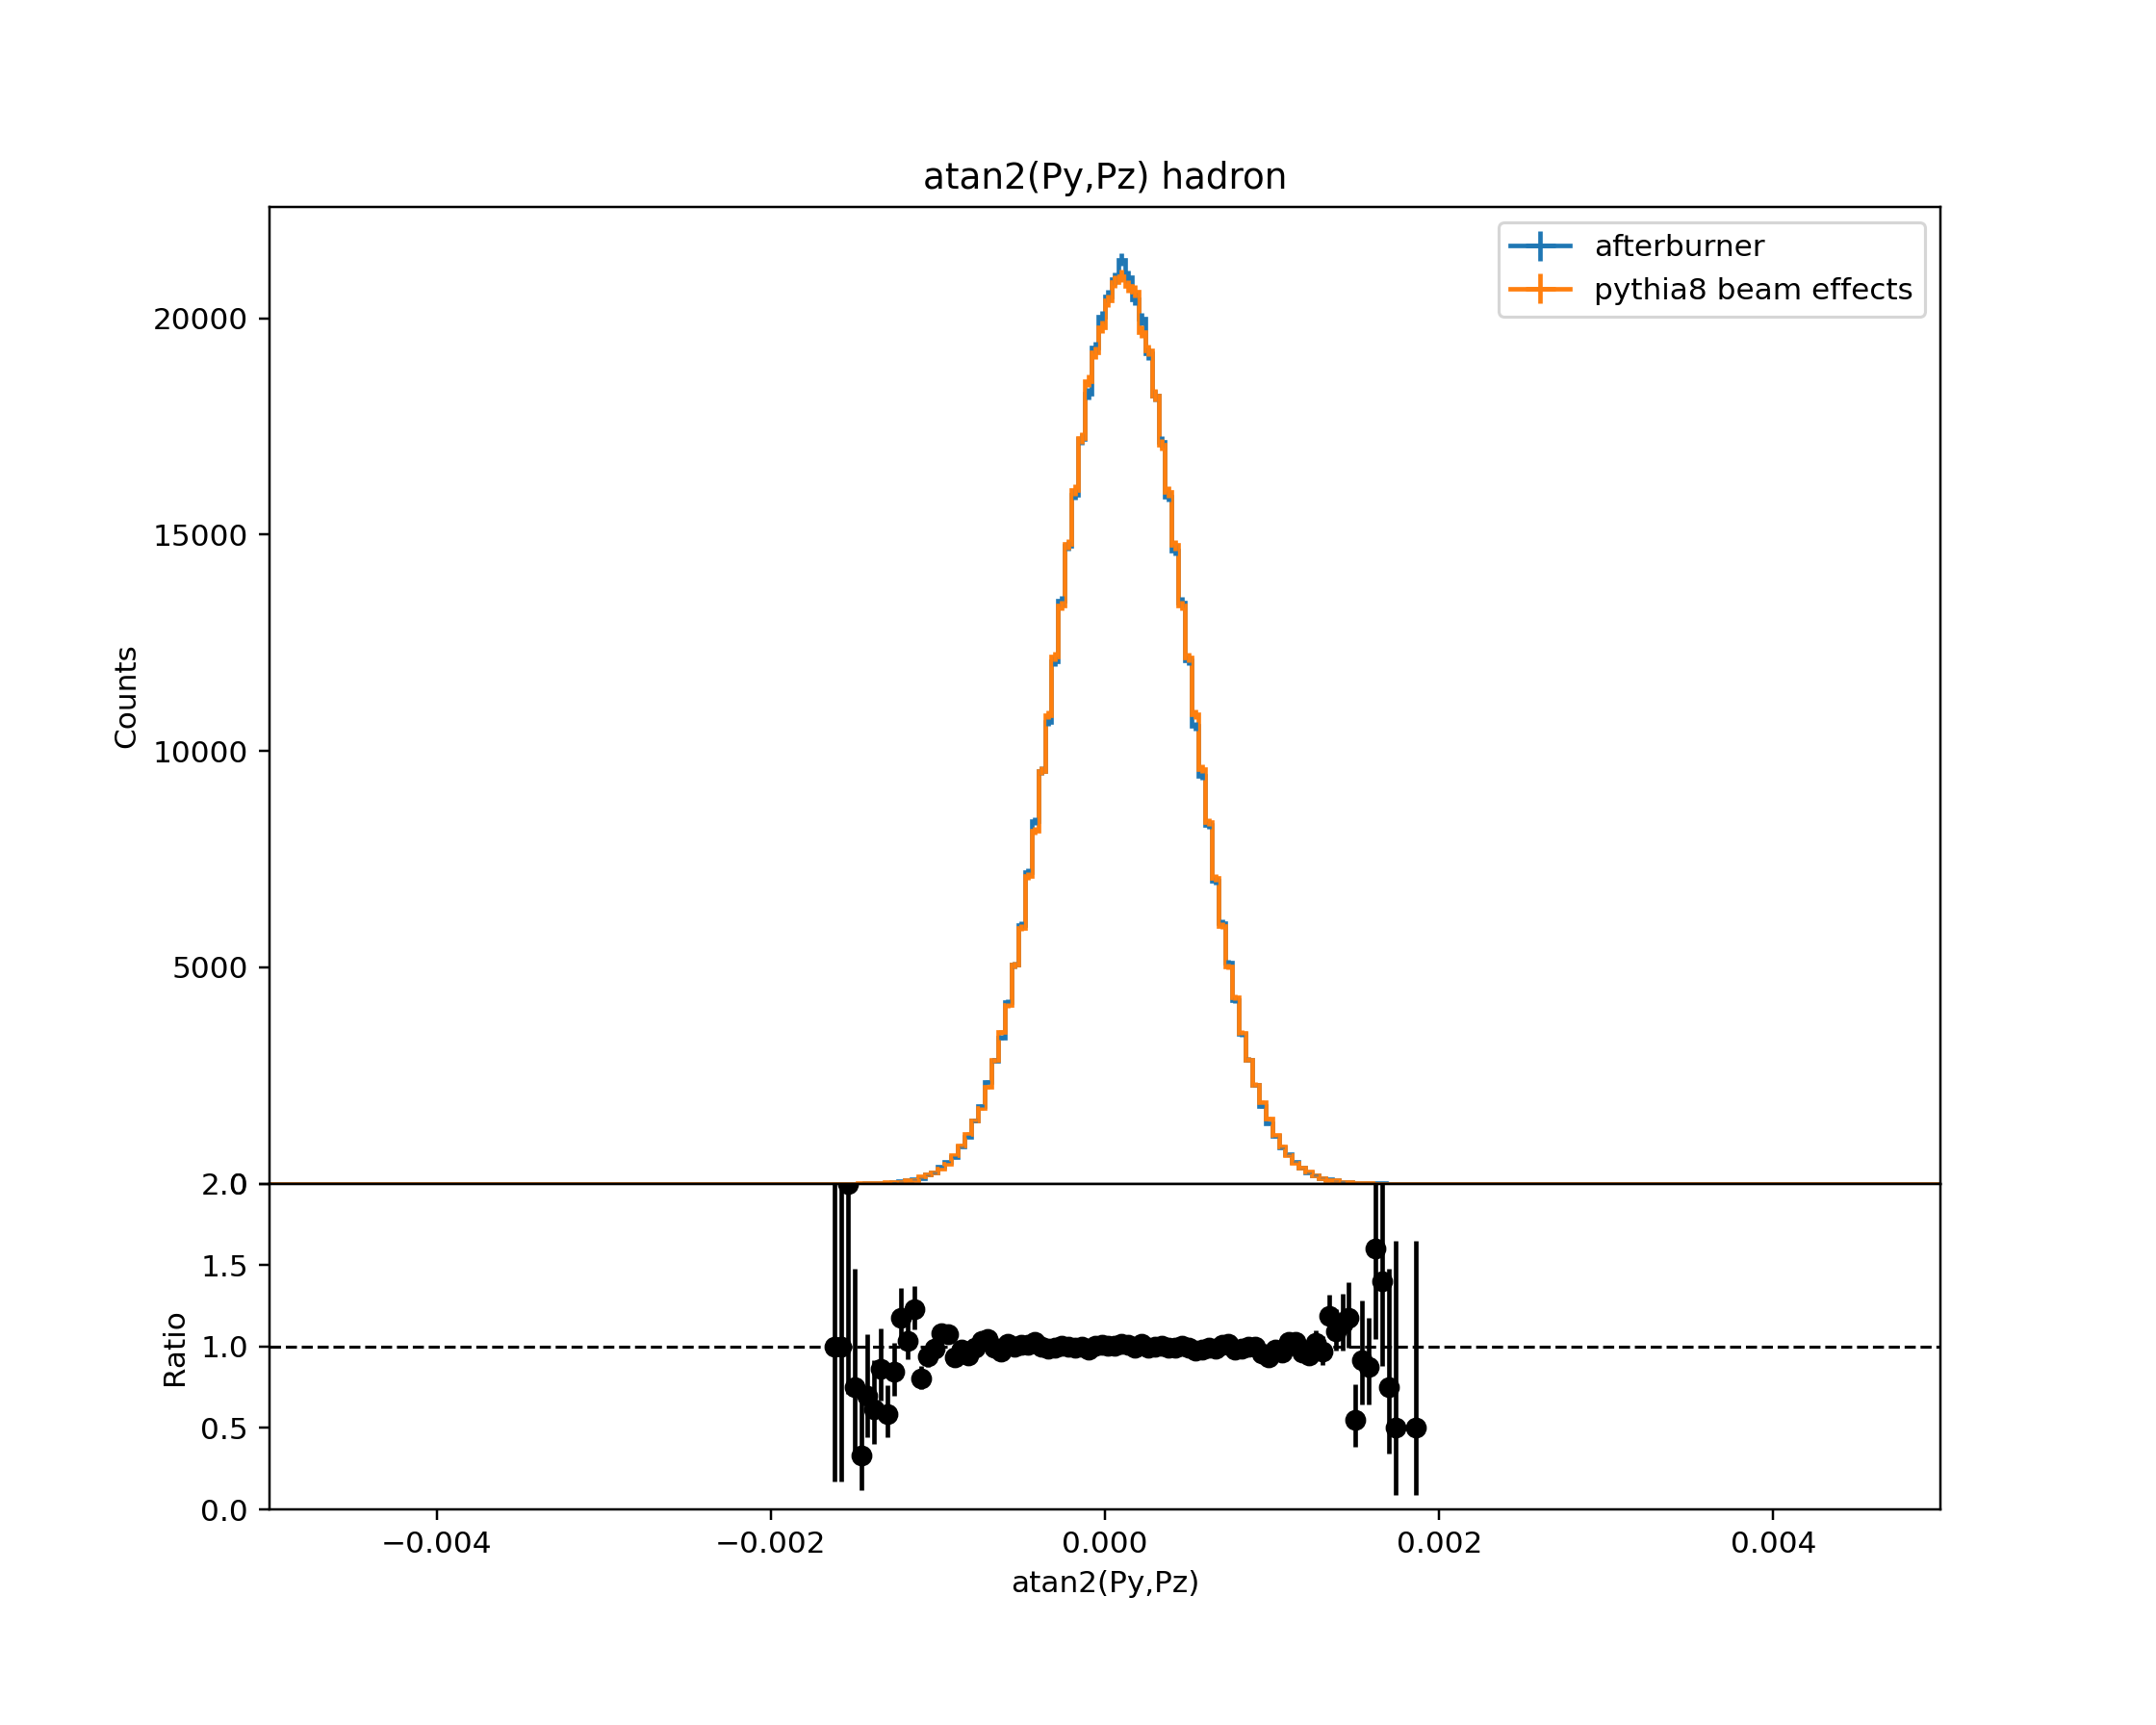 atan2(Py,Pz) hadron
afterburner
pythia8 beam effects
20000
15000
10000
5000
Counts
2.0
1.5
1.0
0.5
0.0
Ratio
−0.004
−0.002
0.000
0.002
0.004
atan2(Py,Pz)